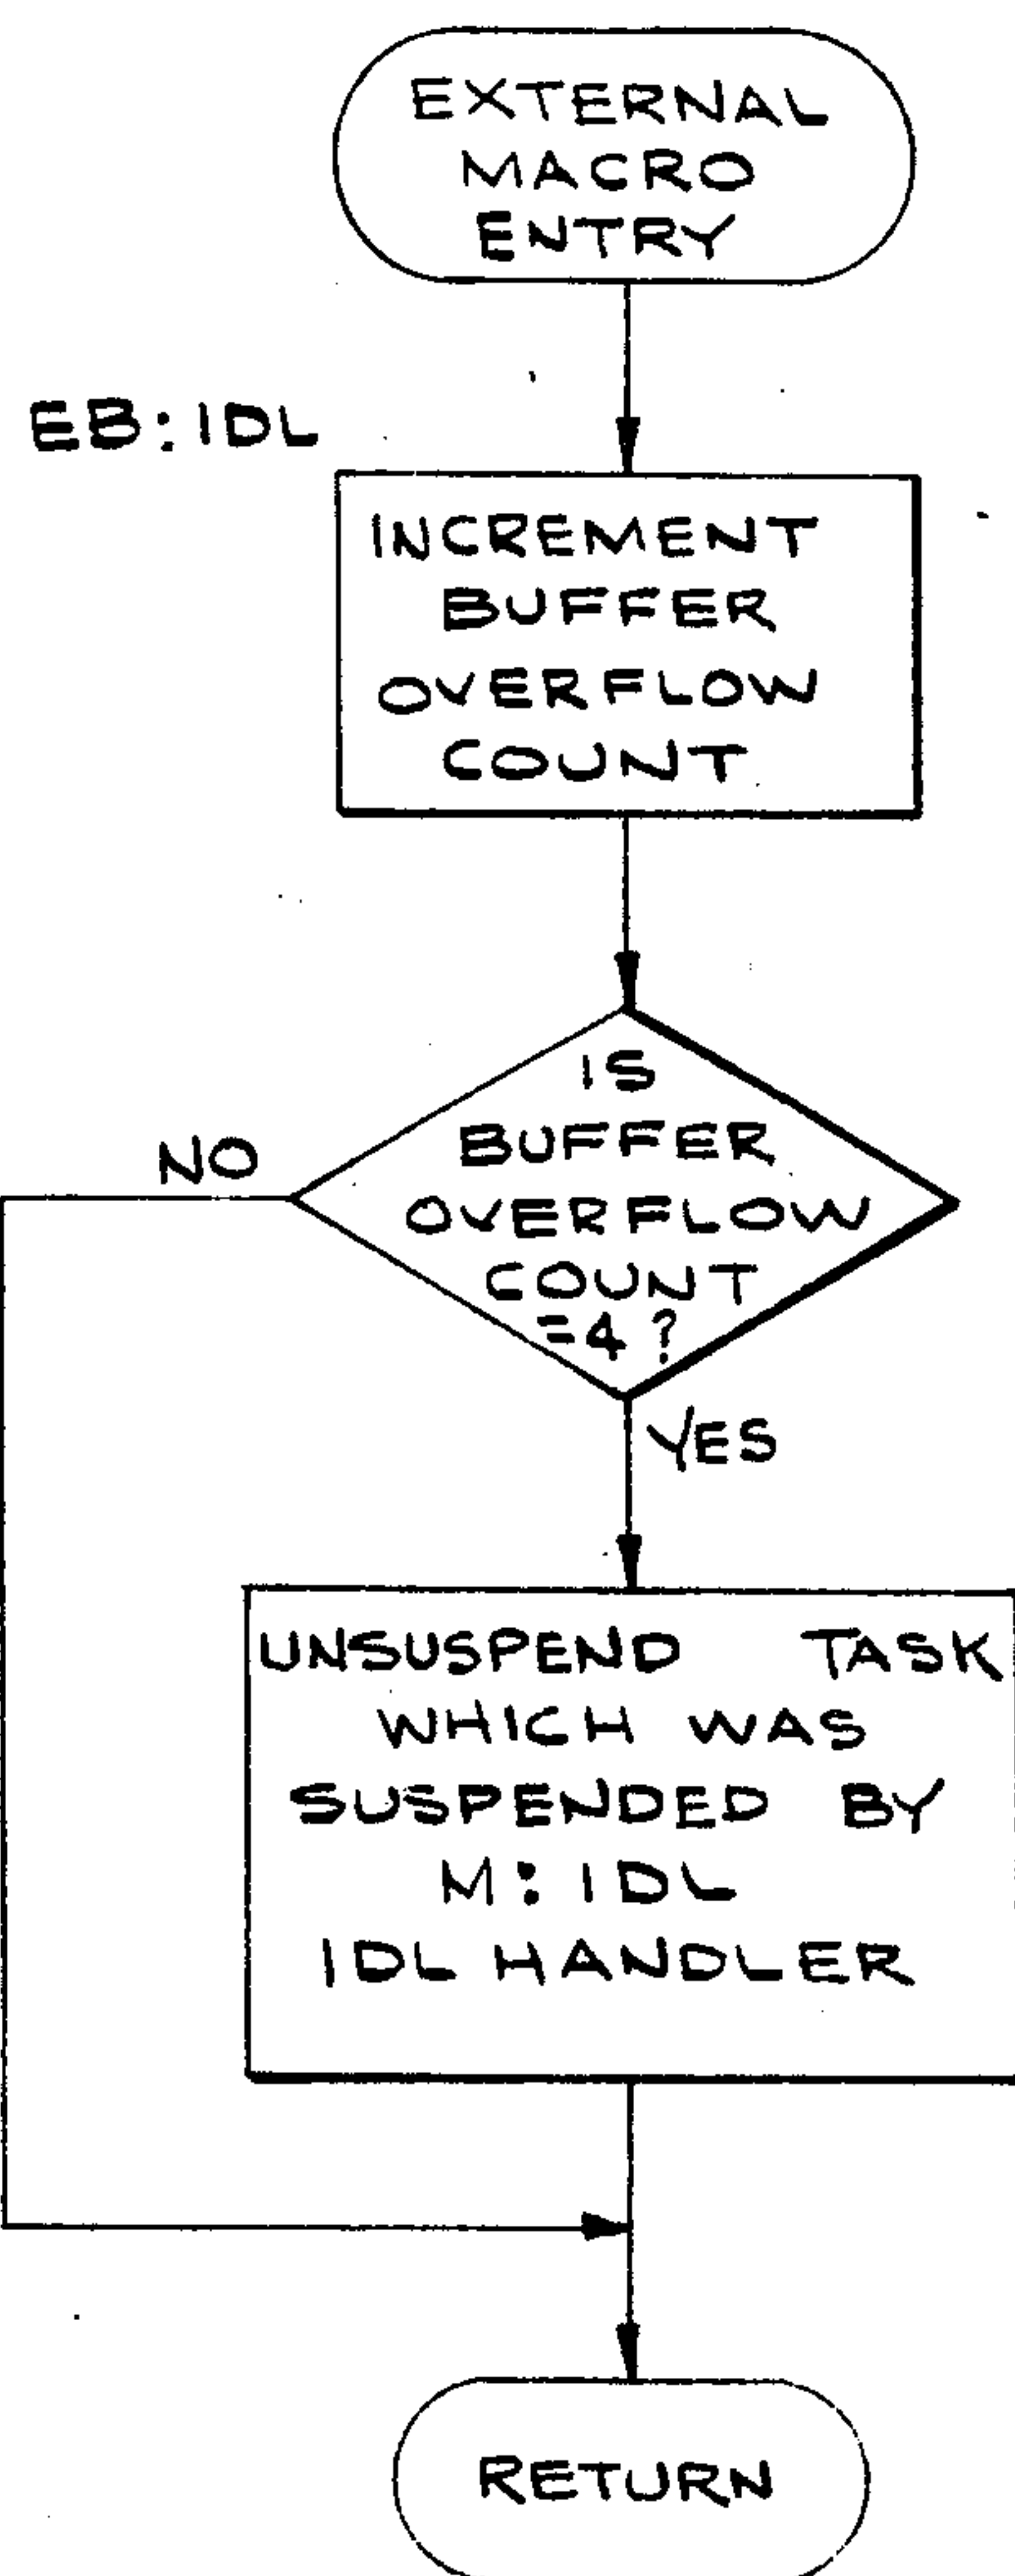 EXTERNAL
MACRO
ENTRY
EB:IDL
INCREMENT
BUFFER
OVERFLOW
COUNT
IS
BUFFER
OVERFLOW
COUNT
=4?
NO
YES
UNSUSPEND TASK
WHICH WAS
SUSPENDED BY
M:IDL
IDL HANDLER
RETURN